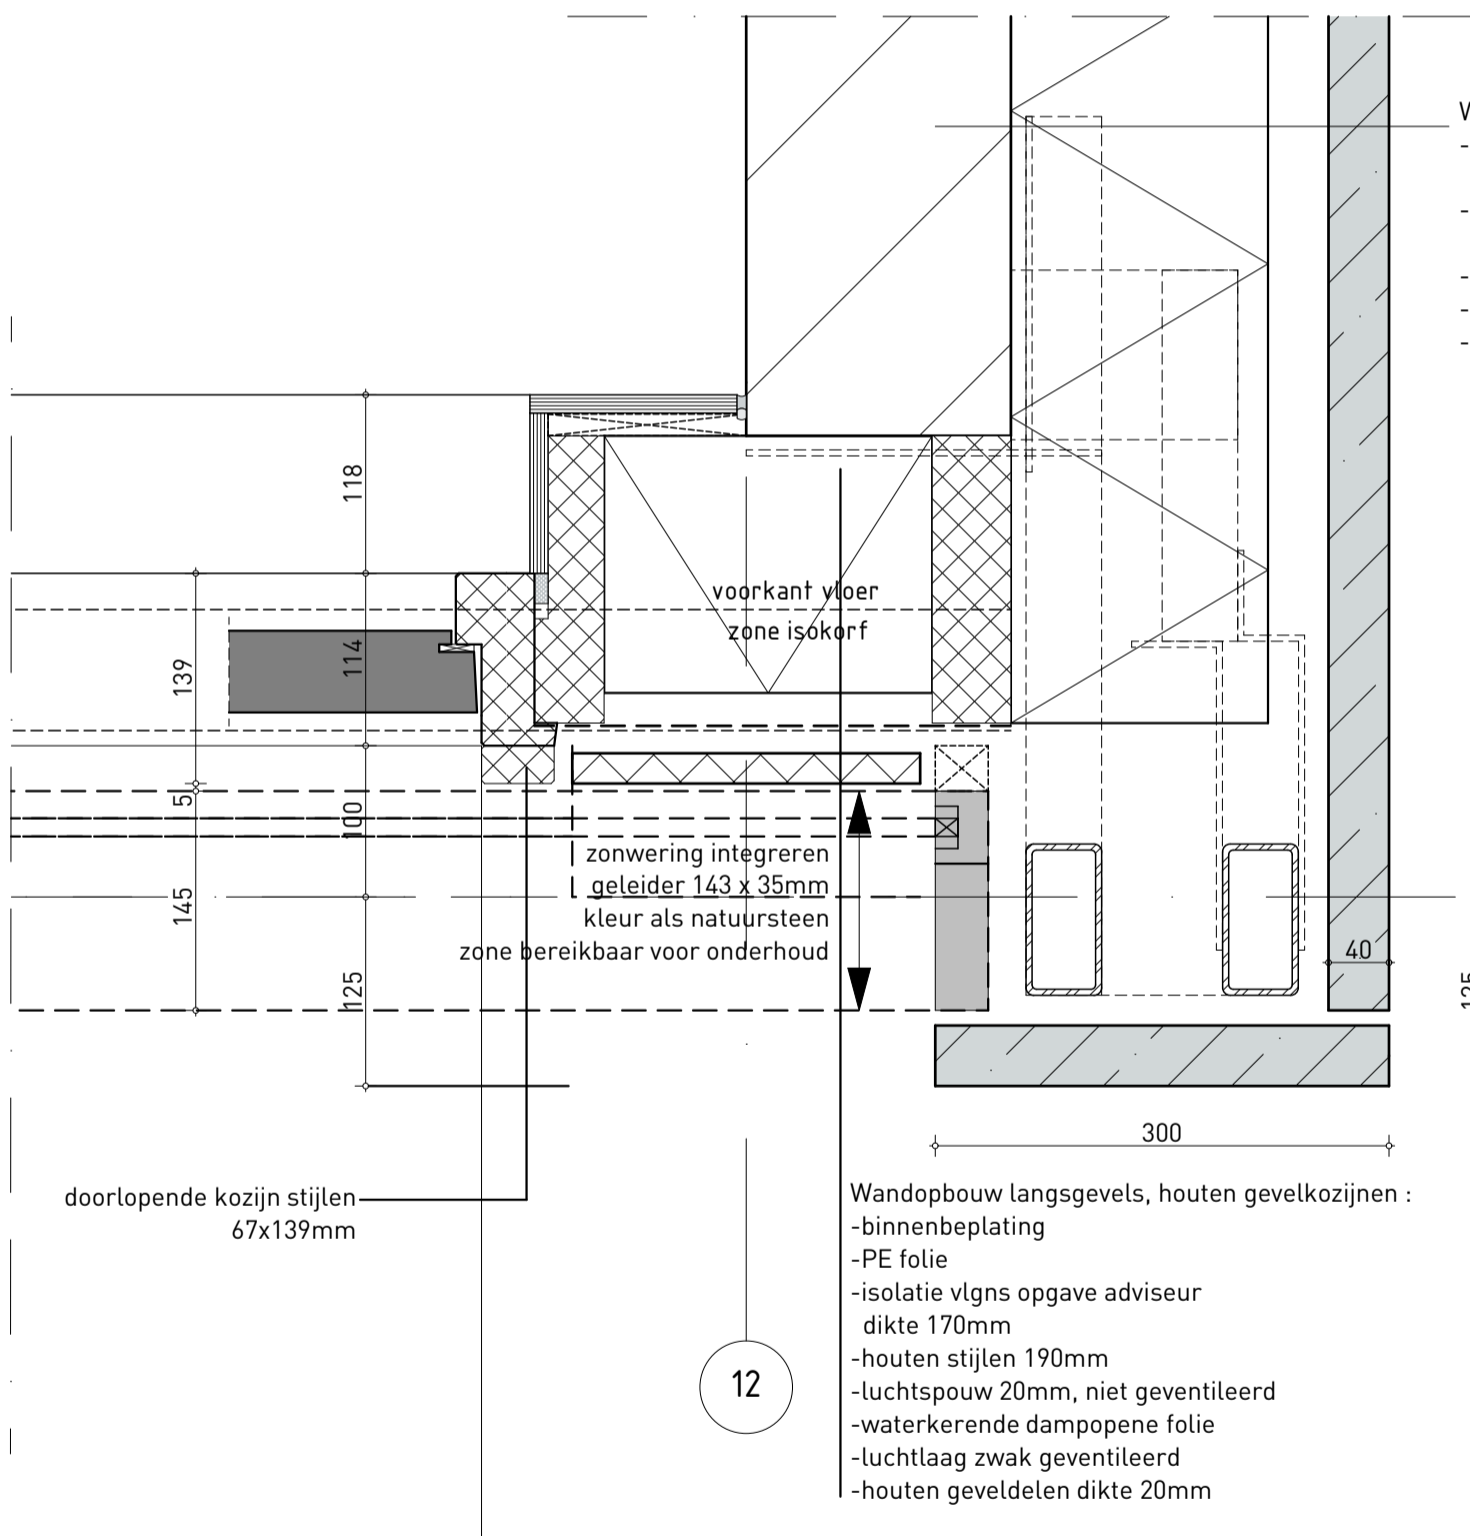 W
-
-
-
-
-
118
voorkant vloer
zone isokorf
114
139
5
100
zonwering integreren
geleider 143 x 35mm
kleur als natuursteen
zone bereikbaar voor onderhoud
145
125
40
125
300
doorlopende kozijn stijlen
67x139mm
Wandopbouw langsgevels, houten gevelkozijnen :
-binnenbeplating
-PE folie
-isolatie vlgns opgave adviseur
dikte 170mm
-houten stijlen 190mm
-luchtspouw 20mm, niet geventileerd
-waterkerende dampopene folie
-luchtlaag zwak geventileerd
-houten geveldelen dikte 20mm
12